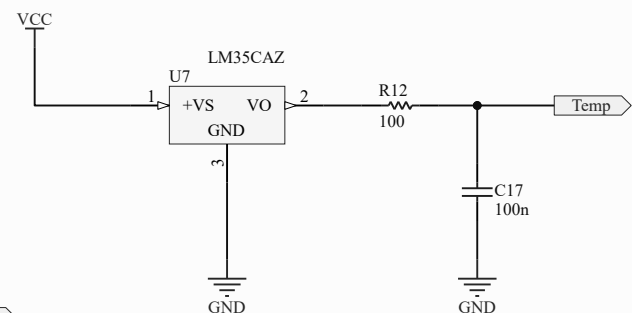 VCC
LM35CAZ
U7
1
+VS
VO
2
GND
3
R12
100
Temp
C17
100n
GND
GND